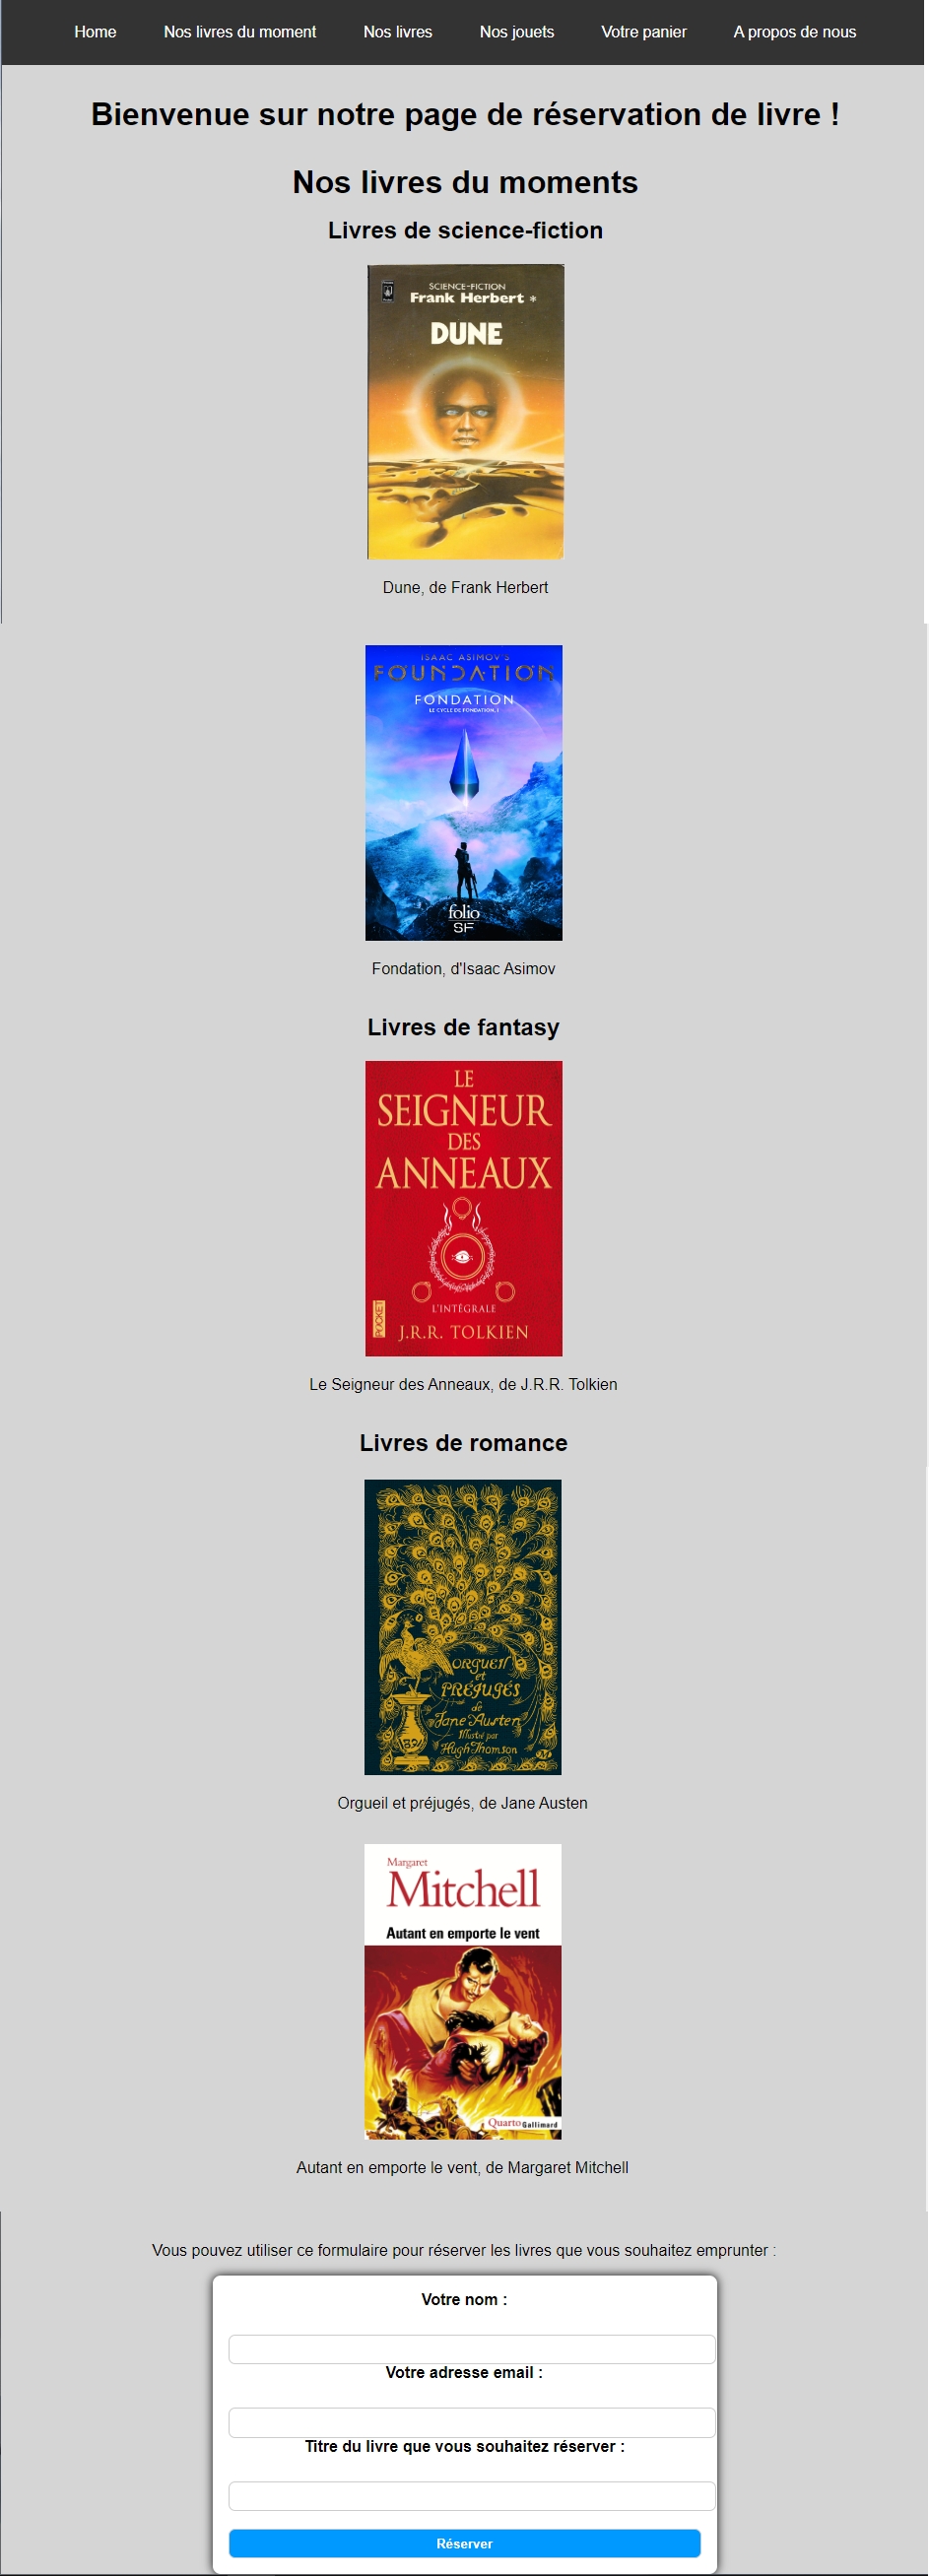 Home Nos livres du moment Nos livres Nos jouets Votre panier A propos de nous
Bienvenue sur notre page de réservation de livre !
Nos livres du moments
Livres de science-fiction
SCIENCE-FICTION
Frank Herbert *
DUNE
Dune, de Frank Herbert
ISAAC ASIMOV'S
FOUNDATION
FONDATION
LE CYCLE DE FONDATION, I
folio
SF
Fondation, d'Isaac Asimov
Livres de fantasy
LE
SEIGNEUR
DES
ANNEAUX
L'INTÉGRALE
POCKET
J.R.R. TOLKIEN
Le Seigneur des Anneaux, de J.R.R. Tolkien
Livres de romance
ORGUEIL
et
PRÉJUGÉS
de
Jane Austen
Illustré par
Hugh Thomson
Orgueil et préjugés, de Jane Austen
Margaret
Mitchell
Autant en emporte le vent
Quarto Gallimard
Autant en emporte le vent, de Margaret Mitchell
Vous pouvez utiliser ce formulaire pour réserver les livres que vous souhaitez emprunter :
Votre nom :
Votre adresse email :
Titre du livre que vous souhaitez réserver :
Réserver